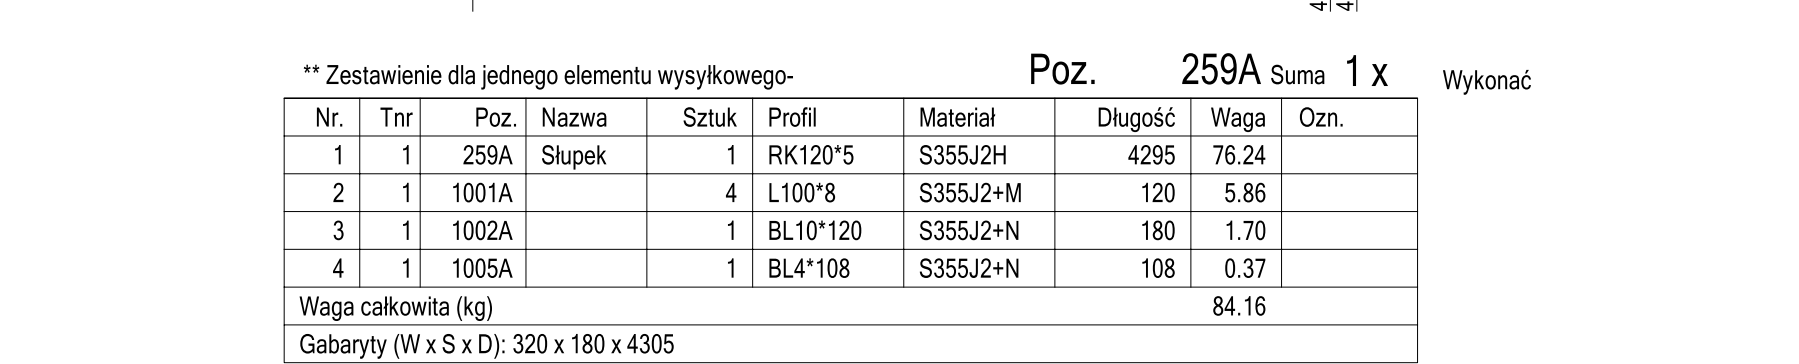 4
4
** Zestawienie dla jednego elementu wysyłkowego- Poz. 259A Suma 1 x Wykonać
Nr. Tnr Poz. Nazwa Sztuk Profil Materiał Długość Waga Ozn.
1 1 259A Słupek 1 RK120*5 S355J2H 4295 76.24
2 1 1001A 4 L100*8 S355J2+M 120 5.86
3 1 1002A 1 BL10*120 S355J2+N 180 1.70
4 1 1005A 1 BL4*108 S355J2+N 108 0.37
Waga całkowita (kg) 84.16
Gabaryty (W x S x D): 320 x 180 x 4305